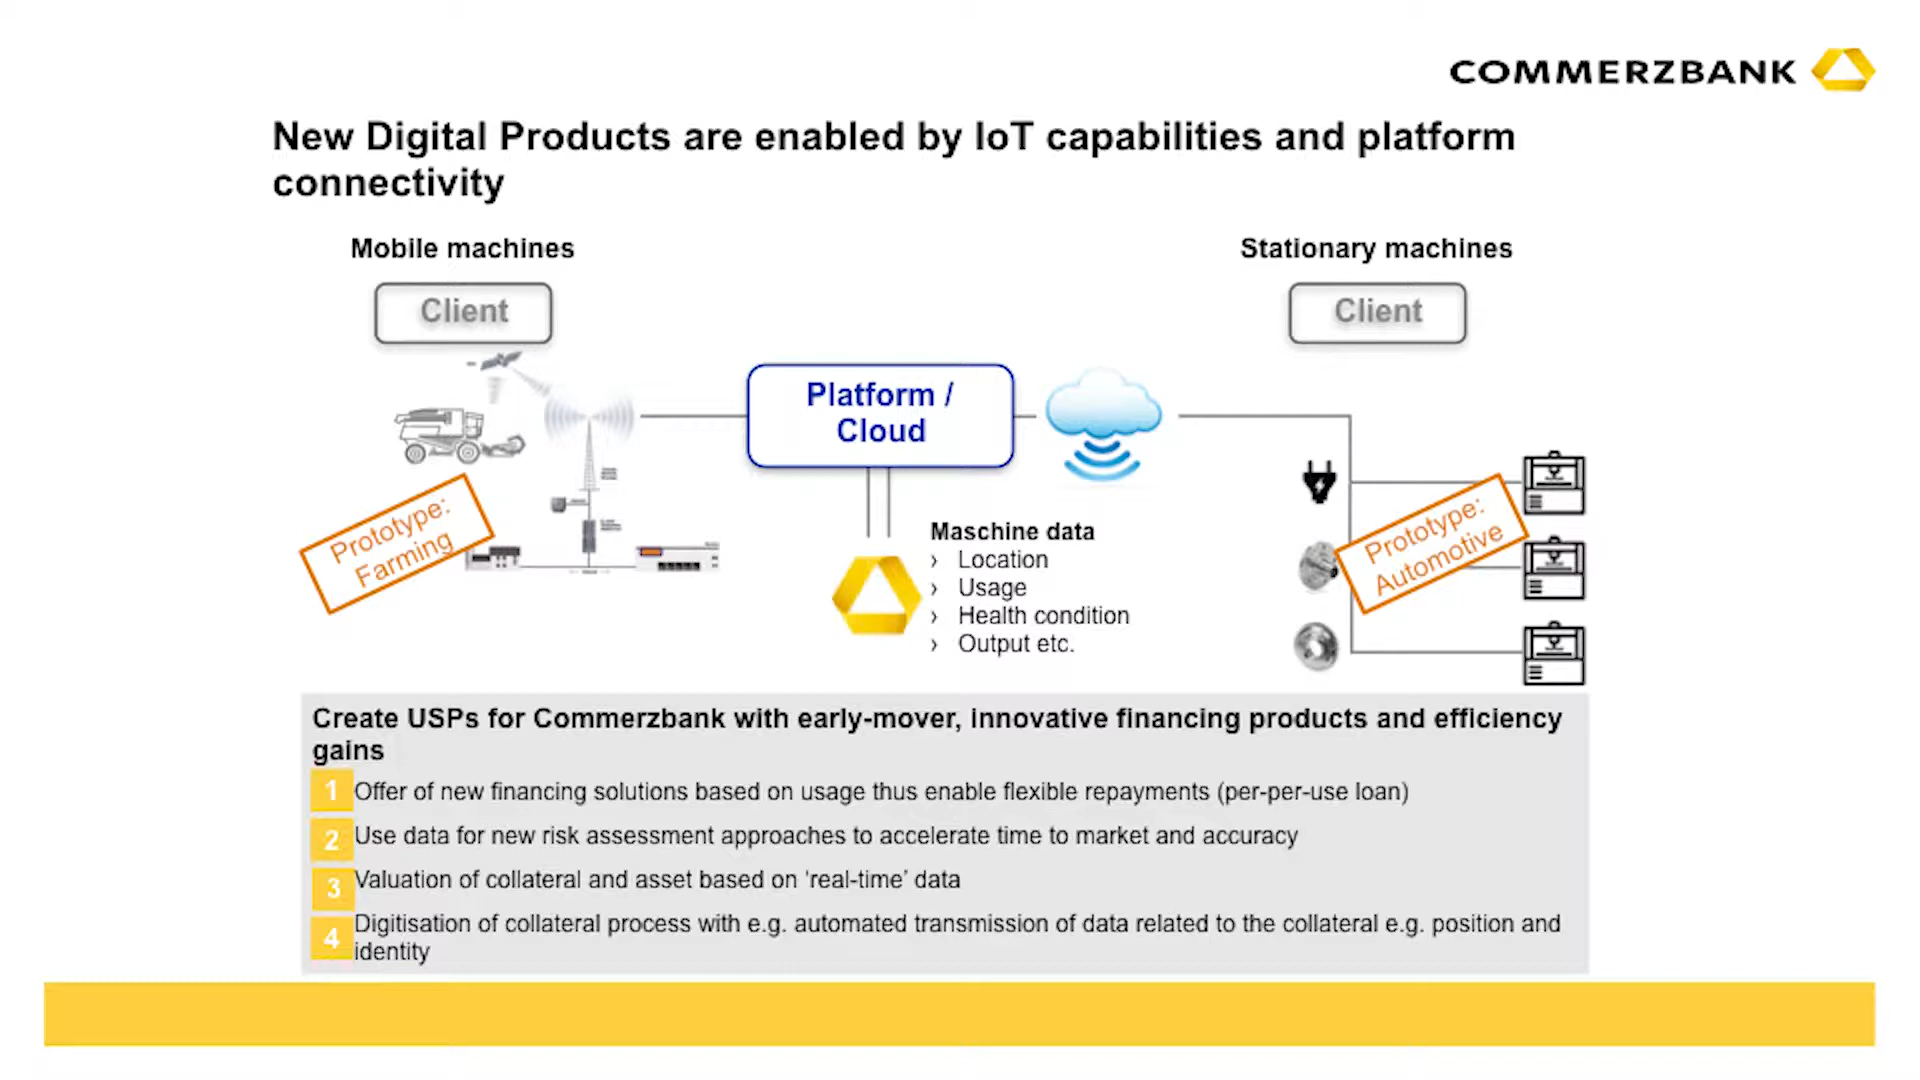 COMMERZBANK
New Digital Products are enabled by IoT capabilities and platform
connectivity
Mobile machines
Stationary machines
Client
Client
Platform /
Cloud
Prototype:
Farming
Prototype:
Automotive
Maschine data
› Location
› Usage
› Health condition
› Output etc.
Create USPs for Commerzbank with early-mover, innovative financing products and efficiency
gains
1 Offer of new financing solutions based on usage thus enable flexible repayments (per-per-use loan)
2 Use data for new risk assessment approaches to accelerate time to market and accuracy
3 Valuation of collateral and asset based on ‘real-time’ data
4 Digitisation of collateral process with e.g. automated transmission of data related to the collateral e.g. position and
identity